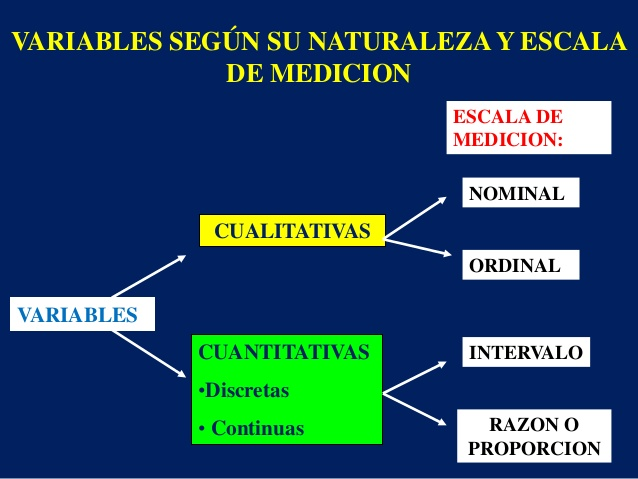 VARIABLES SEGÚN SU NATURALEZA Y ESCALA
DE MEDICION
ESCALA DE
MEDICION:
NOMINAL
CUALITATIVAS
ORDINAL
VARIABLES
CUANTITATIVAS
•Discretas
• Continuas
INTERVALO
RAZON O
PROPORCION